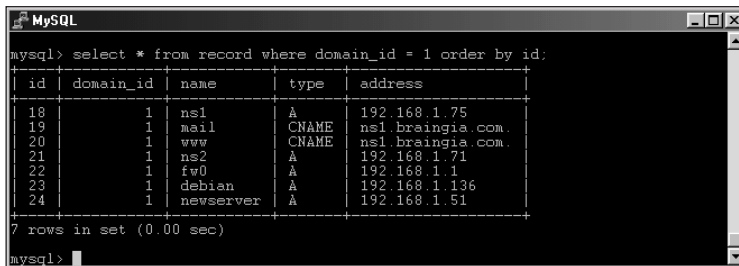 MySQL
mysql> select * from record where domain_id = 1 order by id;
+----+-----------+-----------+-------+-------------------+
| id | domain_id | name | type | address |
+----+-----------+-----------+-------+-------------------+
| 18 | 1 | ns1 | A | 192.168.1.75 |
| 19 | 1 | mail | CNAME | ns1.braingia.com. |
| 20 | 1 | www | CNAME | ns1.braingia.com. |
| 21 | 1 | ns2 | A | 192.168.1.71 |
| 22 | 1 | fw0 | A | 192.168.1.1 |
| 23 | 1 | debian | A | 192.168.1.136 |
| 24 | 1 | newserver | A | 192.168.1.51 |
+----+-----------+-----------+-------+-------------------+
7 rows in set (0.00 sec)
mysql>